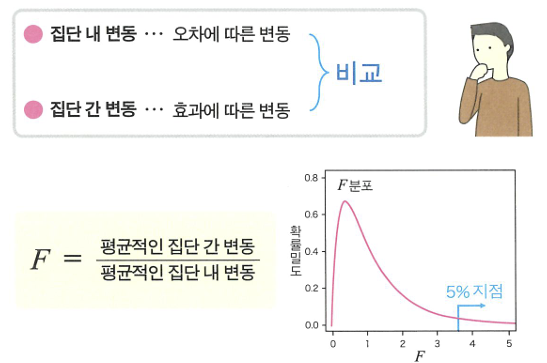 집단 내 변동 ··· 오차에 따른 변동
비교
집단 간 변동 ··· 효과에 따른 변동
F = 평균적인 집단 간 변동
평균적인 집단 내 변동
F 분포
확률밀도
0.8
0.6
0.4
0.2
0.0
5% 지점
0 1 2 3 4 5
F